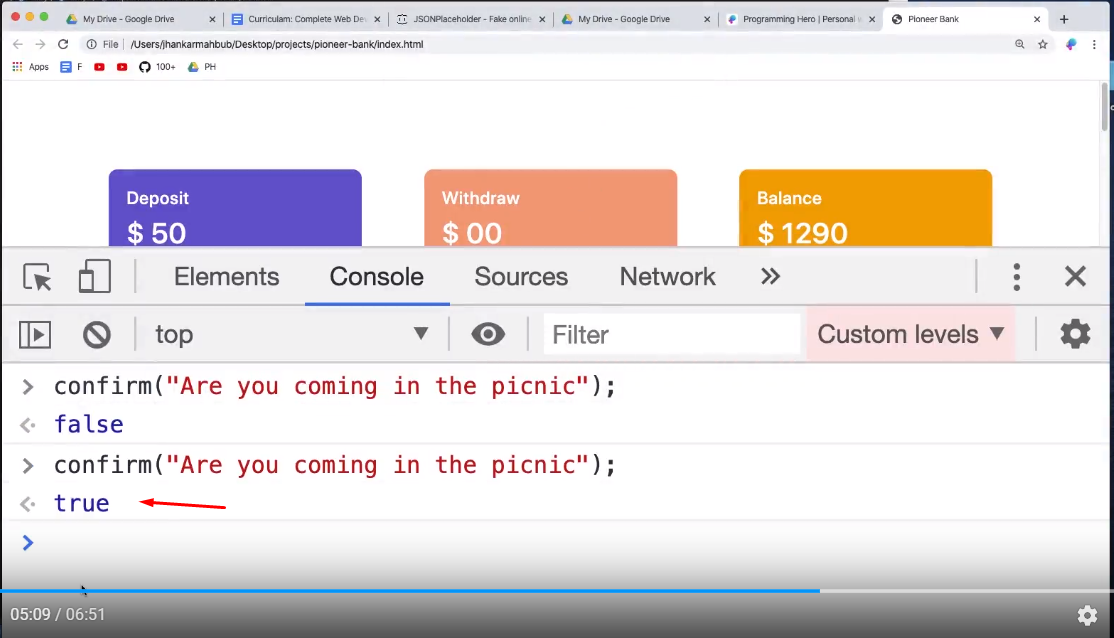 My Drive - Google Drive
Curriculam: Complete Web De
JSONPlaceholder - Fake online
My Drive - Google Drive
Programming Hero | Personal
Pioneer Bank
File /Users/jhankarmahbub/Desktop/projects/pioneer-bank/index.html
Apps F 100+ PH
Deposit Withdraw Balance
$ 50 $ 00 $ 1290
Elements Console Sources Network »
top Filter Custom levels
> confirm("Are you coming in the picnic");
false
> confirm("Are you coming in the picnic");
true
>
05:09 / 06:51